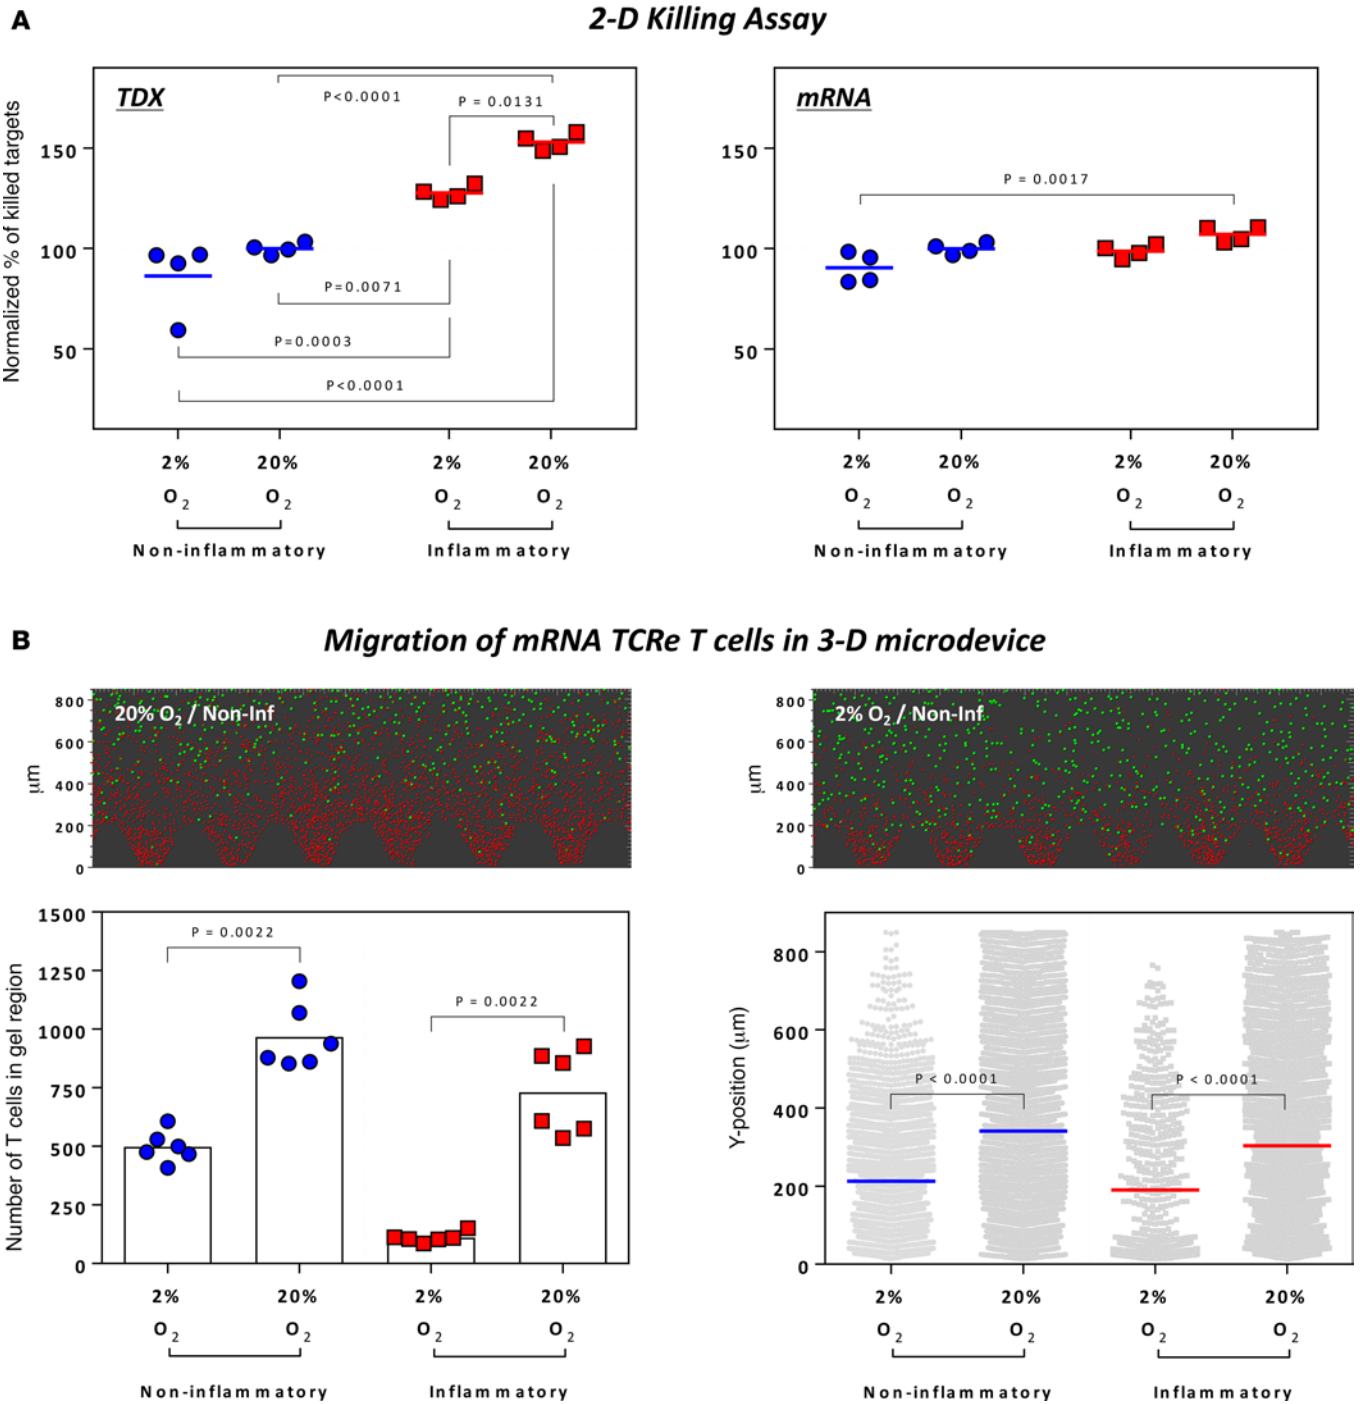 A
2-D Killing Assay
TDX
Normalized % of killed targets
150
100
50
P<0.0001
P = 0.0131
P=0.0071
P=0.0003
P<0.0001
2% 20% 2% 20%
O2 O2 O2 O2
Non-inflammatory Inflammatory
mRNA
150
100
50
P = 0.0017
2% 20% 2% 20%
O2 O2 O2 O2
Non-inflammatory Inflammatory
B
Migration of mRNA TCRe T cells in 3-D microdevice
20% O2 / Non-Inf
µm
800
600
400
200
0
2% O2 / Non-Inf
µm
800
600
400
200
0
Number of T cells in gel region
1500
1250
1000
750
500
250
0
P = 0.0022
P = 0.0022
2% 20% 2% 20%
O2 O2 O2 O2
Non-inflammatory Inflammatory
Y-position (µm)
800
600
400
200
0
P < 0.0001
P < 0.0001
2% 20% 2% 20%
O2 O2 O2 O2
Non-inflammatory Inflammatory